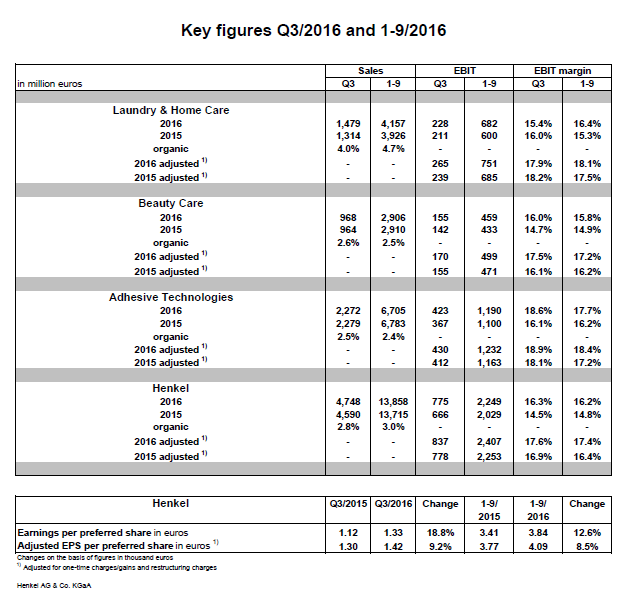 Key figures Q3/2016 and 1-9/2016
Sales EBIT EBIT margin
in million euros Q3 1-9 Q3 1-9 Q3 1-9
Laundry & Home Care
2016 1,479 4,157 228 682 15.4% 16.4%
2015 1,314 3,926 211 600 16.0% 15.3%
organic 4.0% 4.7% - - - -
2016 adjusted 1) - - 265 751 17.9% 18.1%
2015 adjusted 1) - - 239 685 18.2% 17.5%
Beauty Care
2016 968 2,906 155 459 16.0% 15.8%
2015 964 2,910 142 433 14.7% 14.9%
organic 2.6% 2.5% - - - -
2016 adjusted 1) - - 170 499 17.5% 17.2%
2015 adjusted 1) - - 155 471 16.1% 16.2%
Adhesive Technologies
2016 2,272 6,705 423 1,190 18.6% 17.7%
2015 2,279 6,783 367 1,100 16.1% 16.2%
organic 2.5% 2.4% - - - -
2016 adjusted 1) - - 430 1,232 18.9% 18.4%
2015 adjusted 1) - - 412 1,163 18.1% 17.2%
Henkel
2016 4,748 13,858 775 2,249 16.3% 16.2%
2015 4,590 13,715 666 2,029 14.5% 14.8%
organic 2.8% 3.0% - - - -
2016 adjusted 1) - - 837 2,407 17.6% 17.4%
2015 adjusted 1) - - 778 2,253 16.9% 16.4%
Henkel Q3/2015 Q3/2016 Change 1-9/2015 1-9/2016 Change
Earnings per preferred share in euros 1.12 1.33 18.8% 3.41 3.84 12.6%
Adjusted EPS per preferred share in euros 1) 1.30 1.42 9.2% 3.77 4.09 8.5%
Changes on the basis of figures in thousand euros
1) Adjusted for one-time charges/gains and restructuring charges
Henkel AG & Co. KGaA